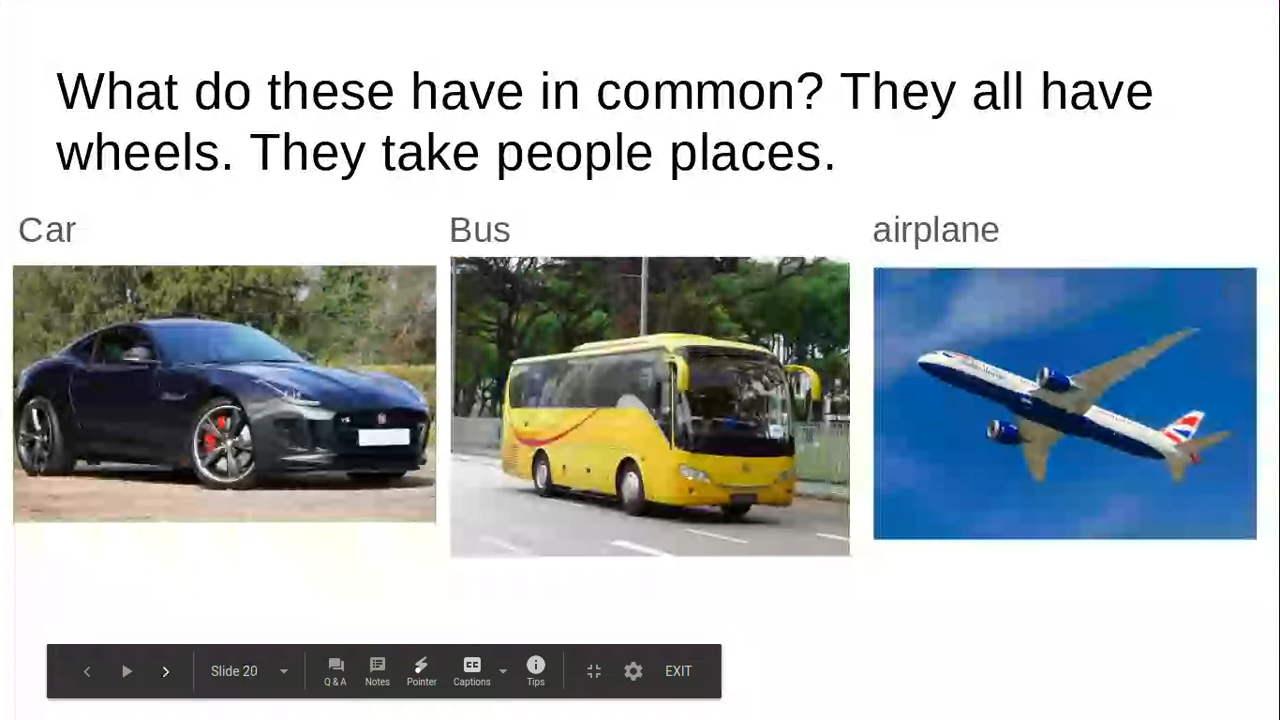 What do these have in common? They all have
wheels. They take people places.
Car
Bus
airplane
Slide 20
Q & A
Notes
Pointer
Captions
Tips
EXIT